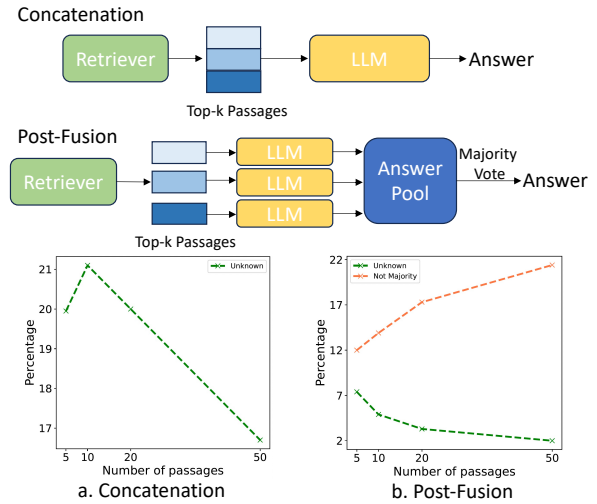 Concatenation
Retriever
LLM
Answer
Top-k Passages
Post-Fusion
Retriever
LLM
LLM
LLM
Answer
Pool
Majority
Vote
Answer
Top-k Passages
Unknown
21
20
19
18
17
Percentage
5 10 20 50
Number of passages
a. Concatenation
Unknown
Not Majority
22
17
12
7
2
Percentage
5 10 20 50
Number of passages
b. Post-Fusion